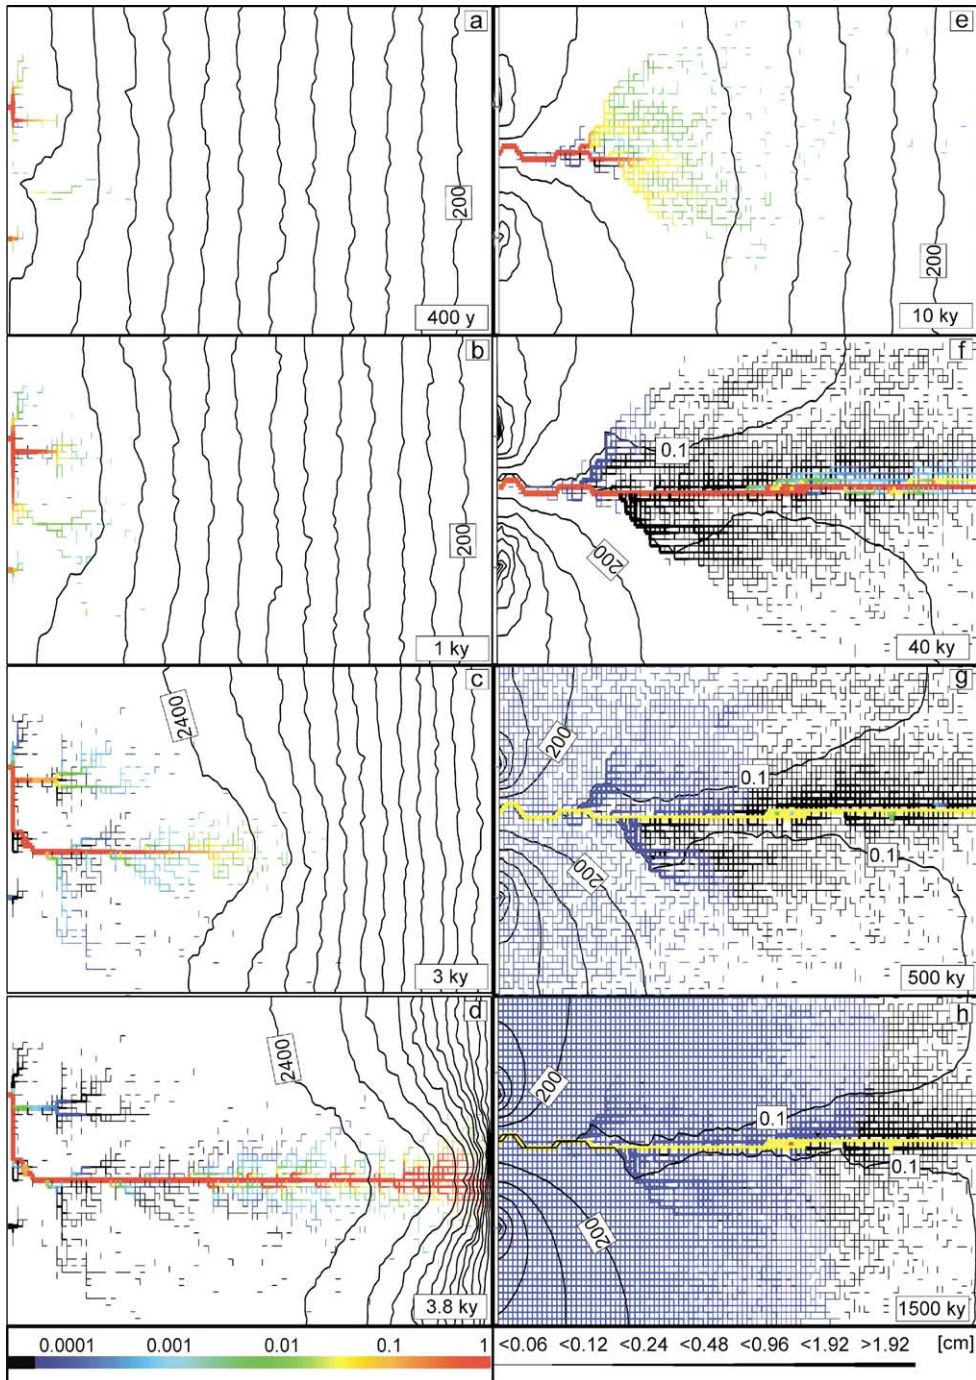 a
200
400 y
b
200
1 ky
c
2400
3 ky
d
2400
3.8 ky
0.0001 0.001 0.01 0.1 1
e
200
10 ky
f
0.1
200
40 ky
g
200
0.1
0.1
200
500 ky
h
200
0.1
0.1
200
1500 ky
<0.06 <0.12 <0.24 <0.48 <0.96 <1.92 >1.92 [cm]